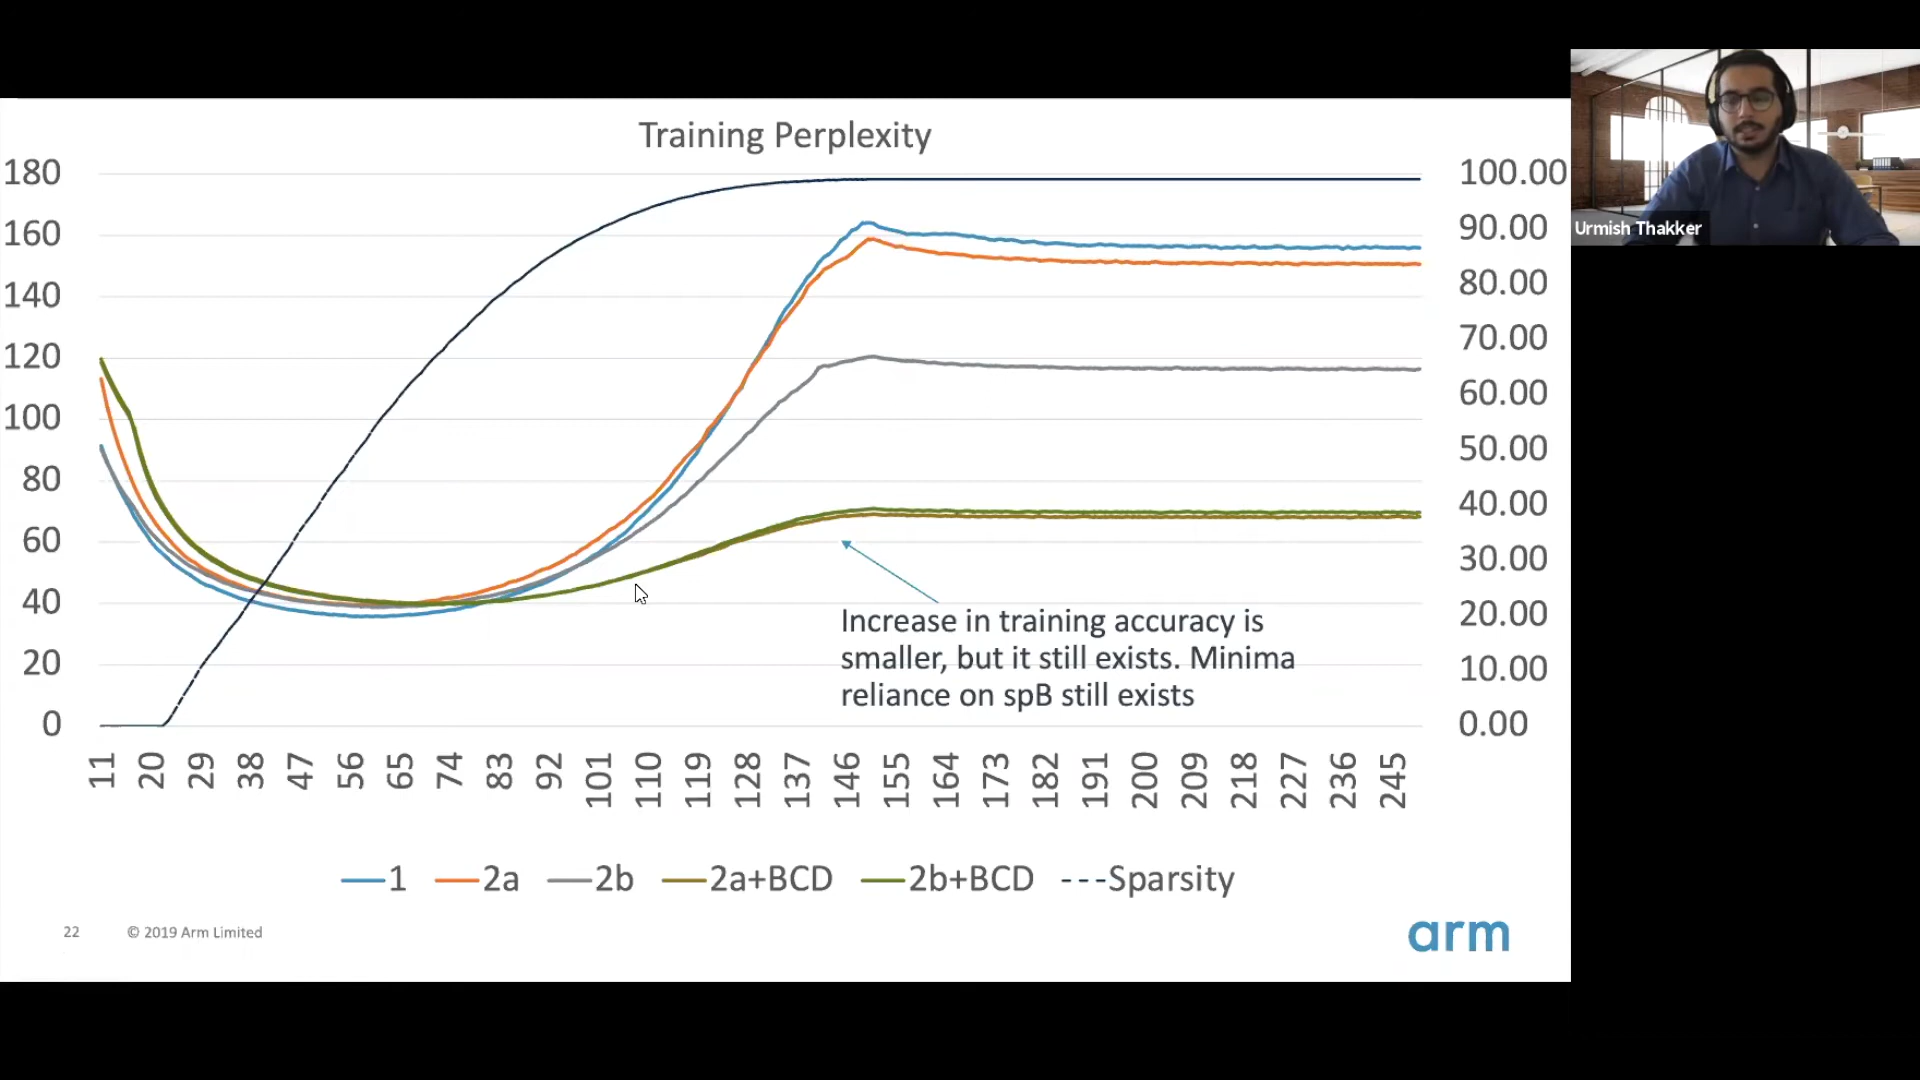 Training Perplexity
180
160
140
120
100
80
60
40
20
0
100.00
90.00
80.00
70.00
60.00
50.00
40.00
30.00
20.00
10.00
0.00
Increase in training accuracy is
smaller, but it still exists. Minima
reliance on spB still exists
11 20 29 38 47 56 65 74 83 92 101 110 119 128 137 146 155 164 173 182 191 200 209 218 227 236 245
1 2a 2b 2a+BCD 2b+BCD Sparsity
22 © 2019 Arm Limited
arm
Urmish Thakker